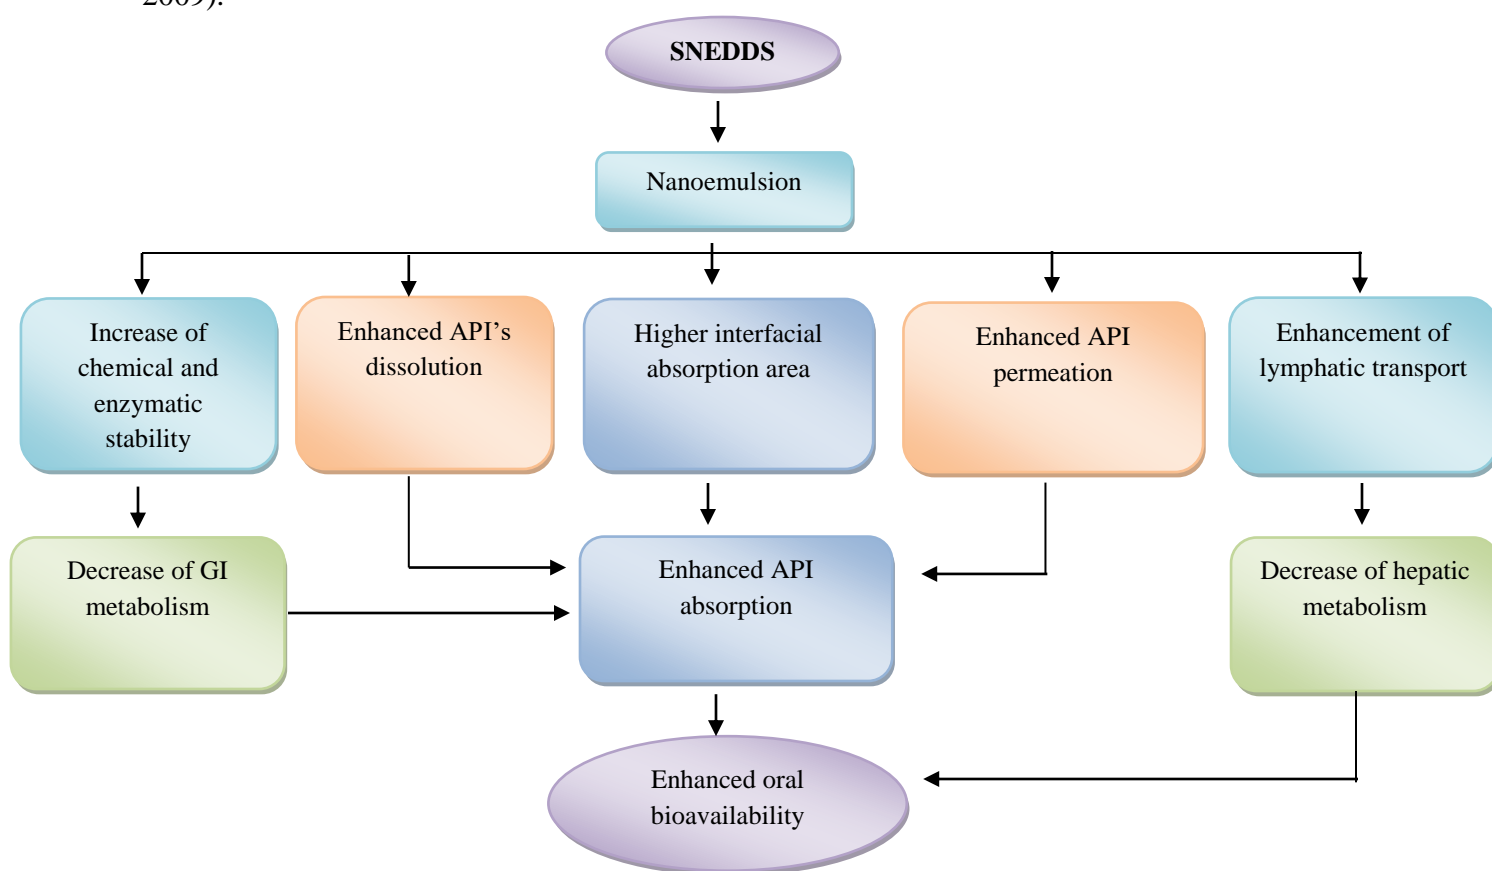 2009).
SNEDDS
Nanoemulsion
Increase of
chemical and
enzymatic
stability
Enhanced API’s
dissolution
Higher interfacial
absorption area
Enhanced API
permeation
Enhancement of
lymphatic transport
Decrease of GI
metabolism
Enhanced API
absorption
Decrease of hepatic
metabolism
Enhanced oral
bioavailability